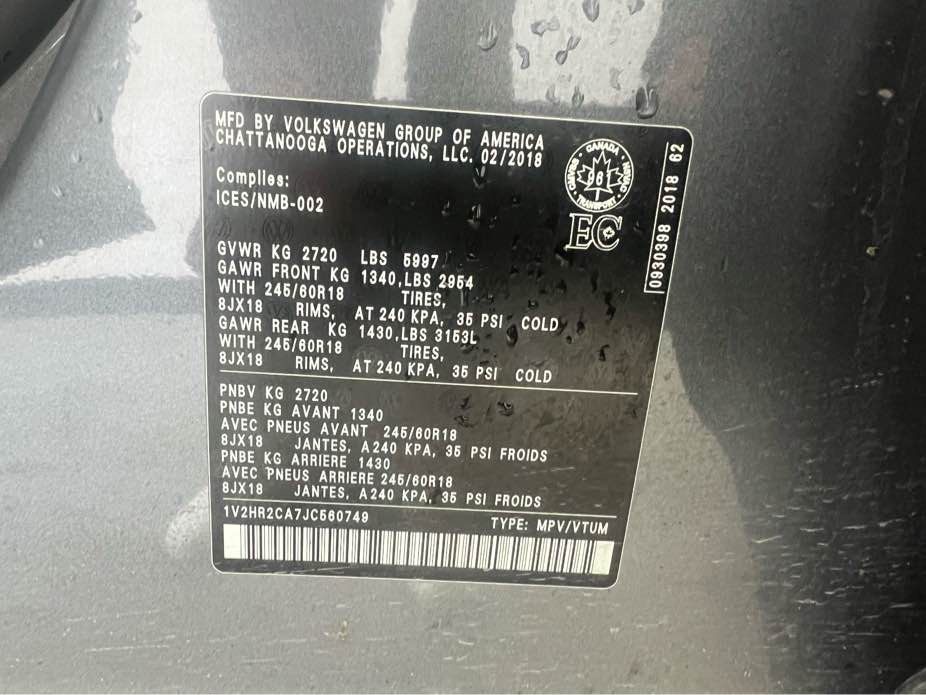 MFD BY VOLKSWAGEN GROUP OF AMERICA
CHATTANOOGA OPERATIONS, LLC. 02/2018
Complies:
ICES/NMB-002
CANADA
TRANSPORT
EC
0930398 2018 62
GVWR KG 2720 LBS 5997
GAWR FRONT KG 1340,LBS 2954
WITH 245/60R18 TIRES,
8JX18 RIMS, AT 240 KPA, 35 PSI COLD
GAWR REAR KG 1430,LBS 3153L
WITH 245/60R18 TIRES,
8JX18 RIMS, AT 240 KPA, 35 PSI COLD
PNBV KG 2720
PNBE KG AVANT 1340
AVEC PNEUS AVANT 245/60R18
8JX18 JANTES, A240 KPA, 35 PSI FROIDS
PNBE KG ARRIERE 1430
AVEC PNEUS ARRIERE 245/60R18
8JX18 JANTES, A240 KPA, 35 PSI FROIDS
1V2HR2CA7JC560749 TYPE: MPV/VTUM